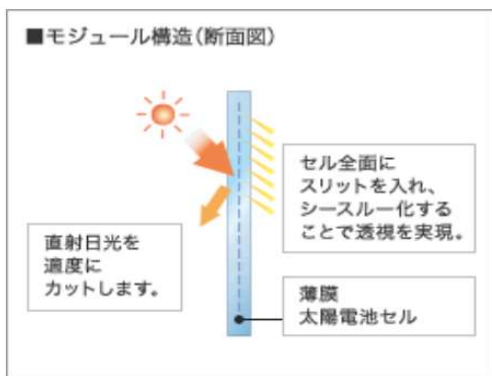 ■モジュール構造(断面図)
セル全面に
スリットを入れ、
シースルー化する
ことで透視を実現。
直射日光を
適度に
カットします。
薄膜
太陽電池セル